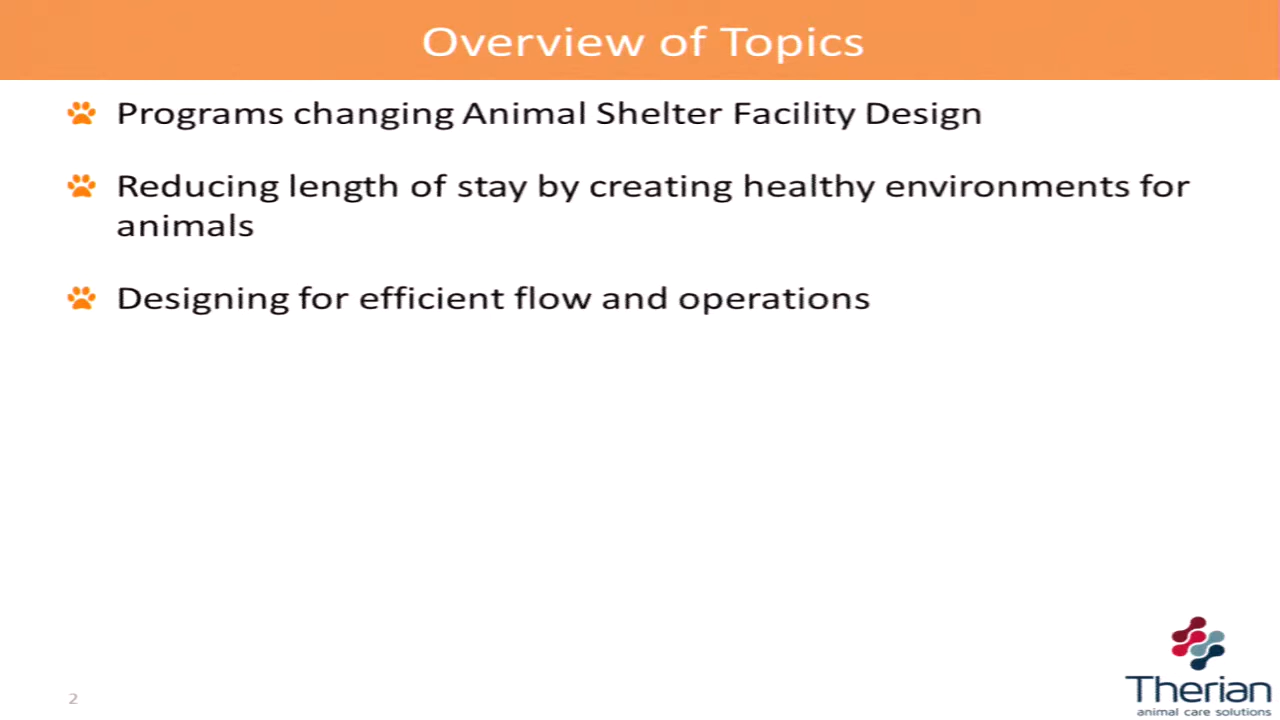 Overview of Topics
Programs changing Animal Shelter Facility Design
Reducing length of stay by creating healthy environments for
animals
Designing for efficient flow and operations
2
Therian
animal care solutions